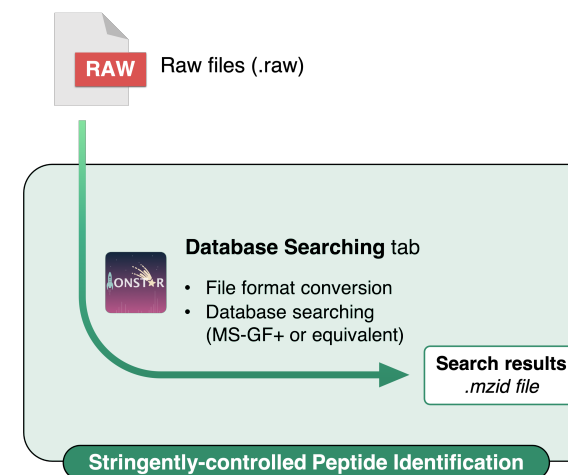 RAW
Raw files (.raw)
Database Searching tab
MONSTAR
• File format conversion
• Database searching
(MS-GF+ or equivalent)
Search results
.mzid file
Stringently-controlled Peptide Identification